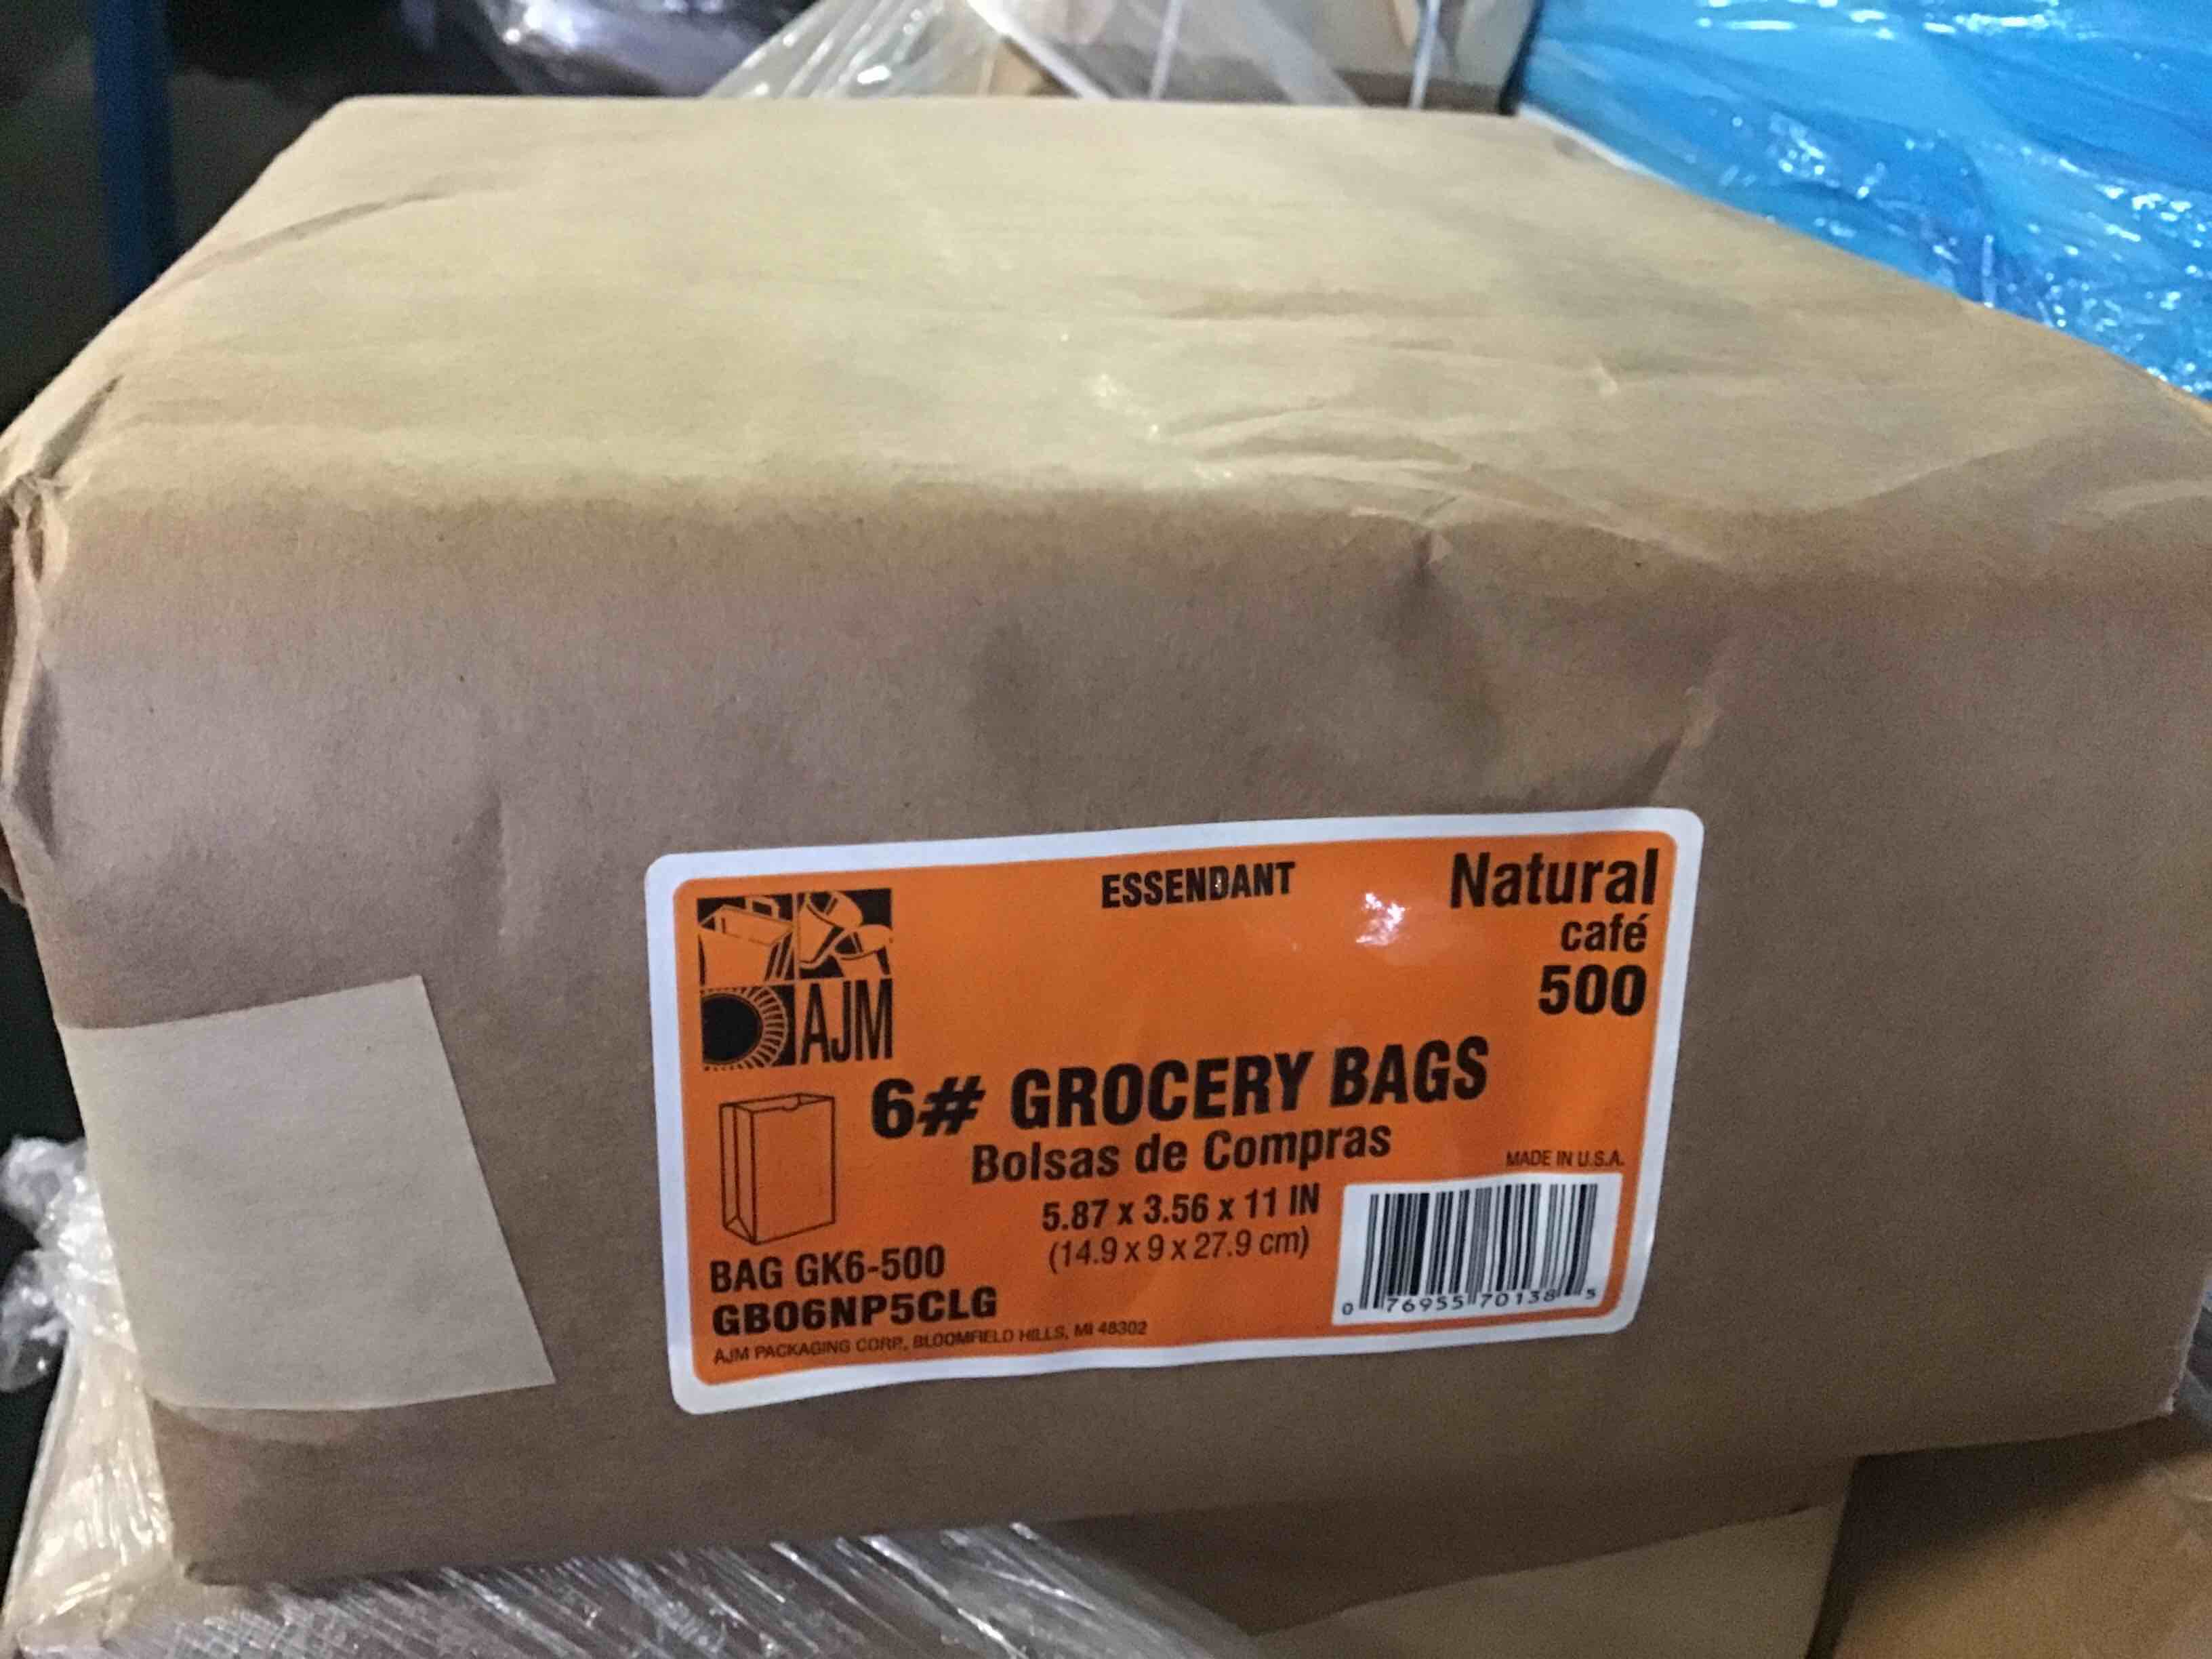 ESSENDANT
Natural
café
500
AJM
6# GROCERY BAGS
Bolsas de Compras
MADE IN U.S.A.
5.87 x 3.56 x 11 IN
(14.9 x 9 x 27.9 cm)
BAG GK6-500
GB06NP5CLG
AJM PACKAGING CORP., BLOOMFIELD HILLS, MI 48302
0 76955 70138 5